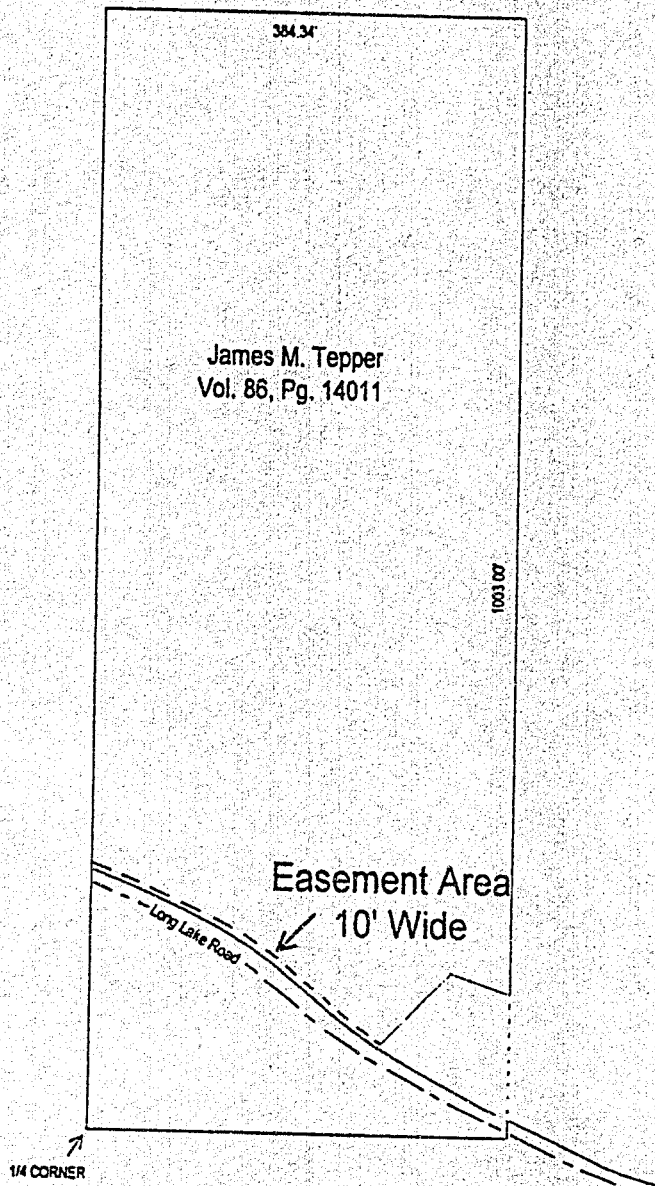 384.34'
James M. Tepper
Vol. 86, Pg. 14011
1003.00'
Easement Area
10' Wide
Long Lake Road
1/4 CORNER